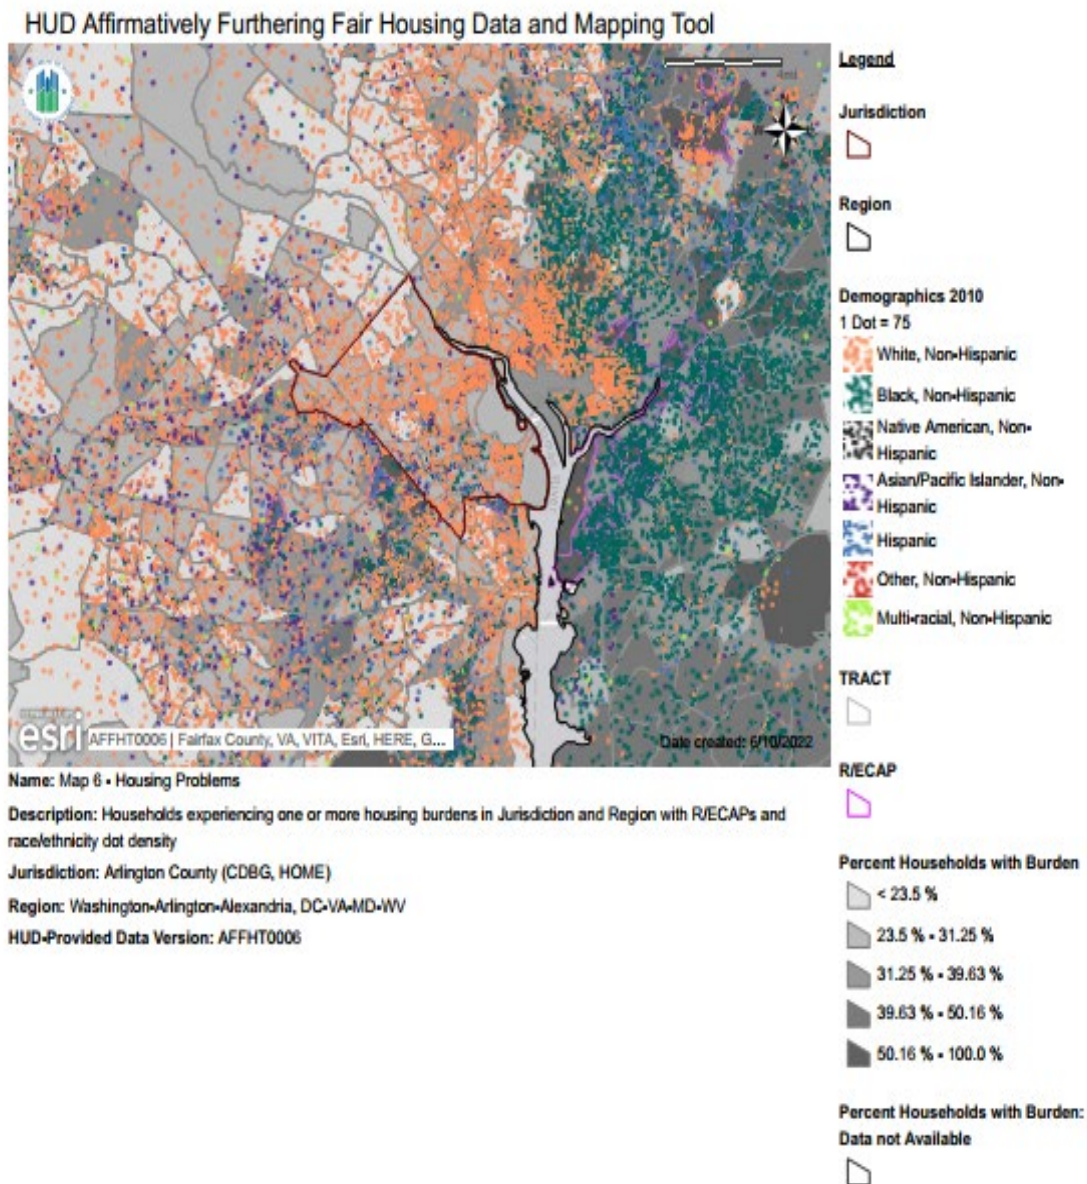 HUD Affirmatively Furthering Fair Housing Data and Mapping Tool
4mi
esri
AFFHT0006 | Fairfax County, VA, VITA, Esri, HERE, G...
Date created: 6/10/2022
Name: Map 6 - Housing Problems
Description: Households experiencing one or more housing burdens in Jurisdiction and Region with R/ECAPs and
race/ethnicity dot density
Jurisdiction: Arlington County (CDBG, HOME)
Region: Washington-Arlington-Alexandria, DC-VA-MD-WV
HUD-Provided Data Version: AFFHT0006
Legend
Jurisdiction
Region
Demographics 2010
1 Dot = 75
White, Non-Hispanic
Black, Non-Hispanic
Native American, Non-
Hispanic
Asian/Pacific Islander, Non-
Hispanic
Hispanic
Other, Non-Hispanic
Multi-racial, Non-Hispanic
TRACT
R/ECAP
Percent Households with Burden
< 23.5 %
23.5 % - 31.25 %
31.25 % - 39.63 %
39.63 % - 50.16 %
50.16 % - 100.0 %
Percent Households with Burden:
Data not Available